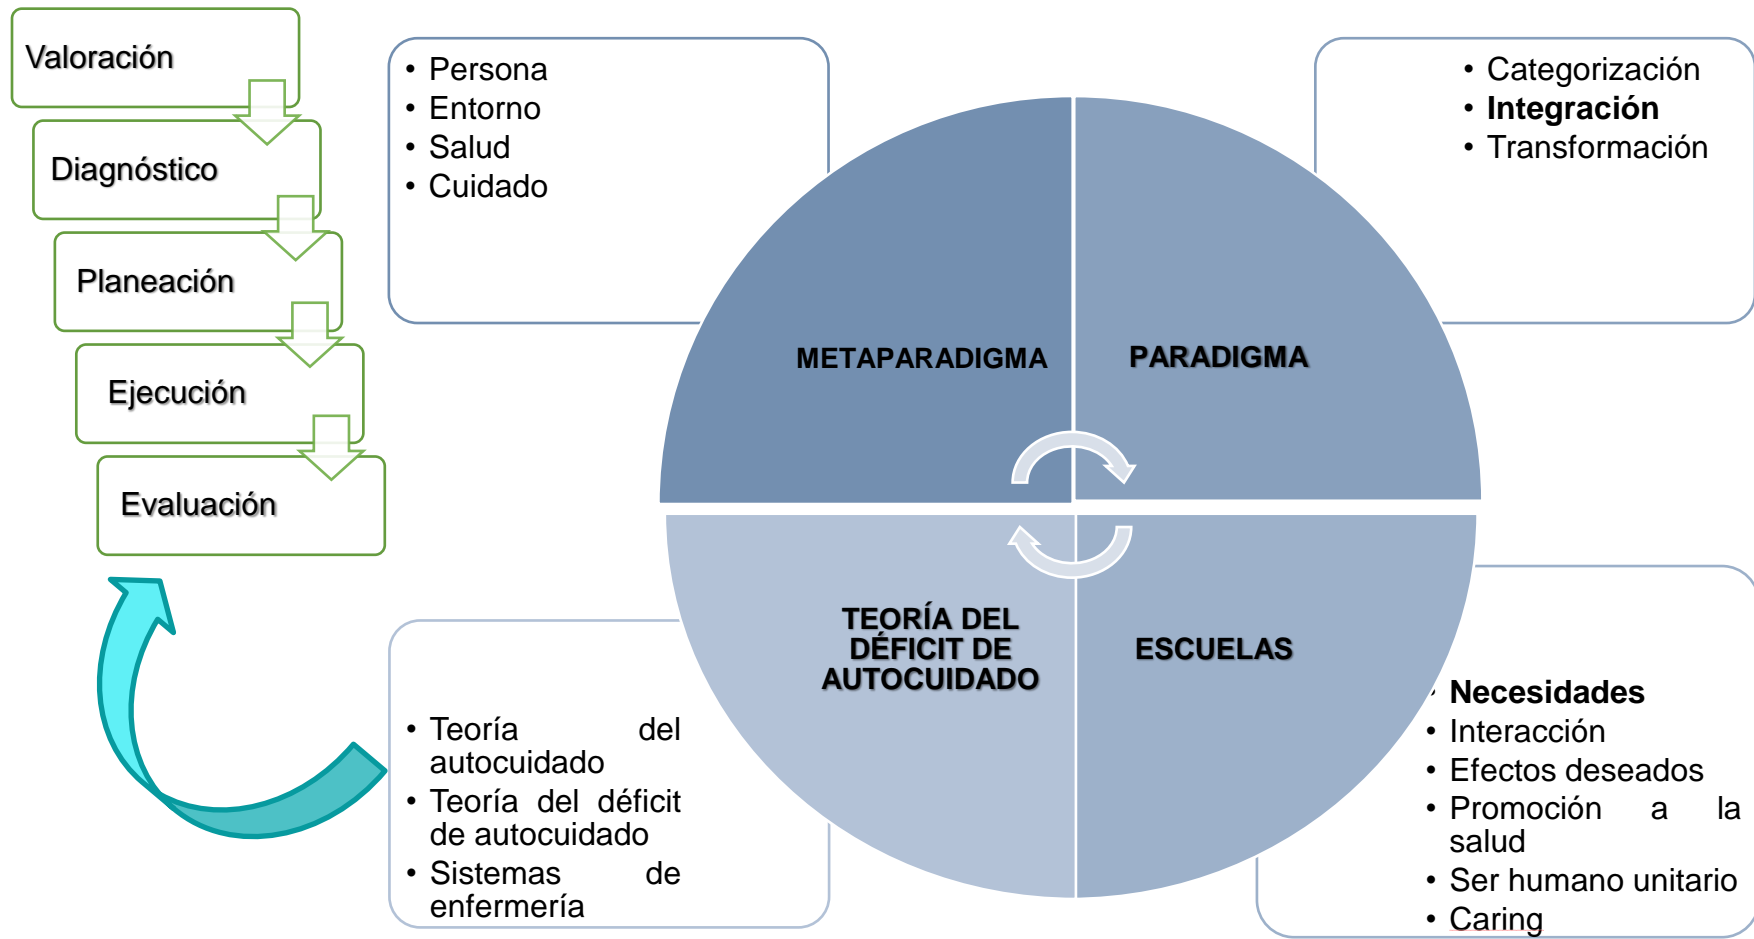 Valoración
Diagnóstico
Planeación
Ejecución
Evaluación
• Persona
• Entorno
• Salud
• Cuidado
• Categorización
• Integración
• Transformación
METAPARADIGMA
PARADIGMA
TEORÍA DEL
DÉFICIT DE
AUTOCUIDADO
ESCUELAS
• Teoría del
autocuidado
• Teoría del déficit
de autocuidado
• Sistemas de
enfermería
• Necesidades
• Interacción
• Efectos deseados
• Promoción a la
salud
• Ser humano unitario
• Caring